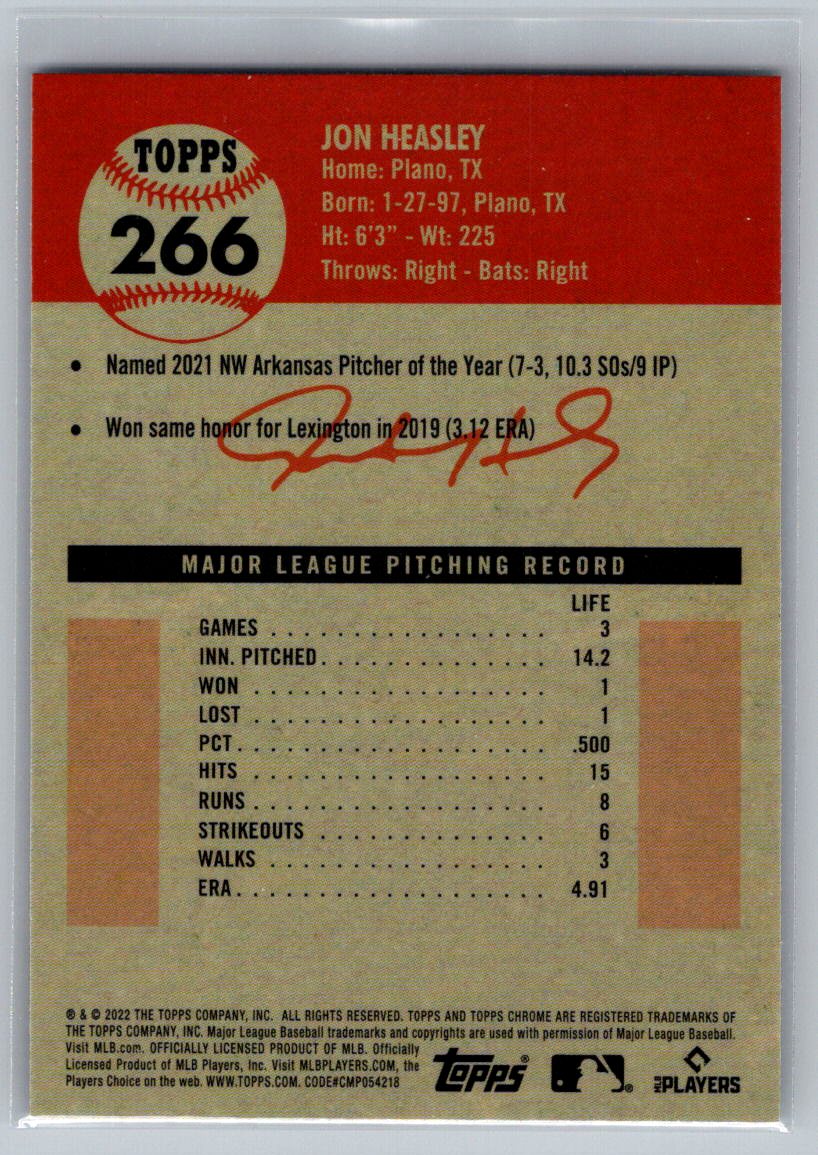 TOPPS
266
JON HEASLEY
Home: Plano, TX
Born: 1-27-97, Plano, TX
Ht: 6'3" - Wt: 225
Throws: Right - Bats: Right
• Named 2021 NW Arkansas Pitcher of the Year (7-3, 10.3 SOs/9 IP)
• Won same honor for Lexington in 2019 (3.12 ERA)
MAJOR LEAGUE PITCHING RECORD
LIFE
GAMES . . . . . . . . . . . . . . . . . . 3
INN. PITCHED. . . . . . . . . . . . . . 14.2
WON . . . . . . . . . . . . . . . . . . . 1
LOST . . . . . . . . . . . . . . . . . . . 1
PCT. . . . . . . . . . . . . . . . . . . . .500
HITS . . . . . . . . . . . . . . . . . . . 15
RUNS . . . . . . . . . . . . . . . . . . . 8
STRIKEOUTS . . . . . . . . . . . . . . 6
WALKS . . . . . . . . . . . . . . . . . . 3
ERA. . . . . . . . . . . . . . . . . . . . 4.91
® & © 2022 THE TOPPS COMPANY, INC. ALL RIGHTS RESERVED. TOPPS AND TOPPS CHROME ARE REGISTERED TRADEMARKS OF
THE TOPPS COMPANY, INC. Major League Baseball trademarks and copyrights are used with permission of Major League Baseball.
Visit MLB.com. OFFICIALLY LICENSED PRODUCT OF MLB. Officially
Licensed Product of MLB Players, Inc. Visit MLBPLAYERS.COM, the
Players Choice on the web. WWW.TOPPS.COM. CODE#CMP054218
topps®
®
MLB PLAYERS